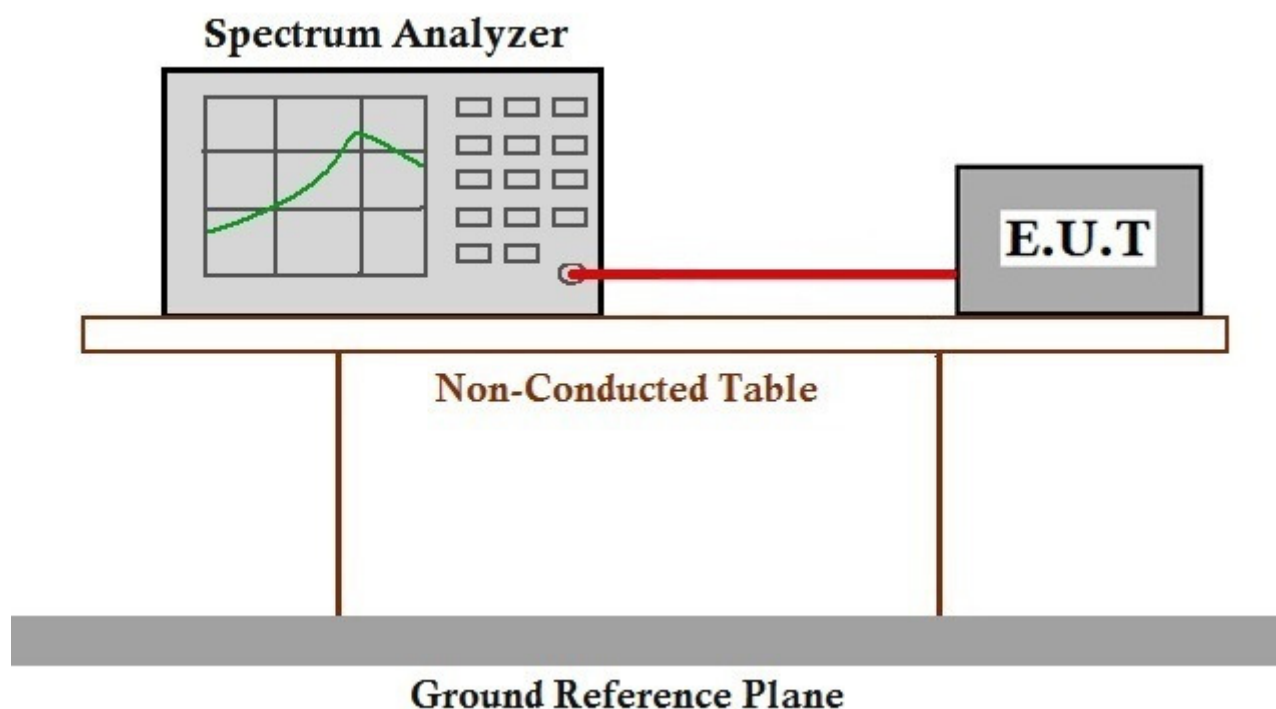 Spectrum Analyzer
E.U.T
Non-Conducted Table
Ground Reference Plane